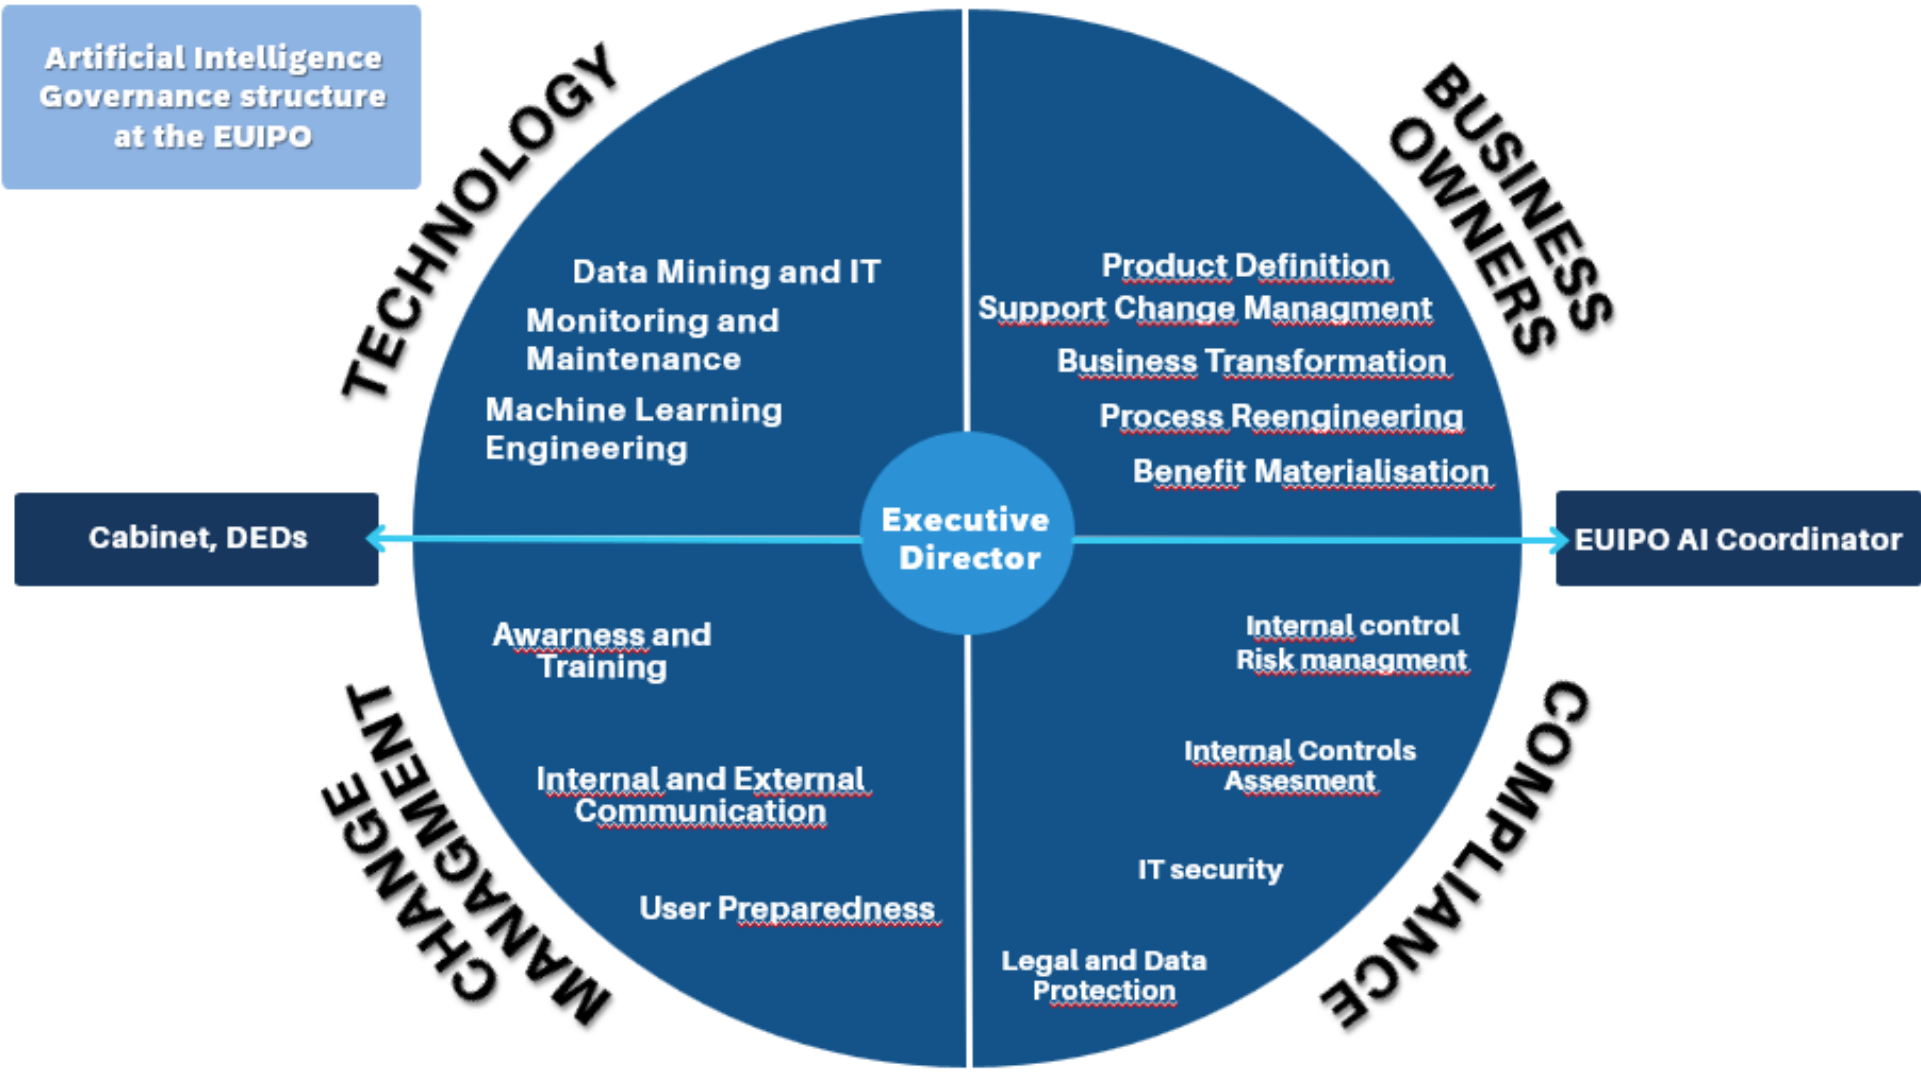 Artificial Intelligence
Governance structure
at the EUIPO
TECHNOLOGY
Data Mining and IT
Monitoring and
Maintenance
Machine Learning
Engineering
BUSINESS
OWNERS
Product Definition
Support Change Managment
Business Transformation
Process Reengineering
Benefit Materialisation
Cabinet, DEDs
Executive
Director
EUIPO AI Coordinator
CHANGE
MANAGMENT
Awarness and
Training
Internal and External
Communication
User Preparedness
COMPLIANCE
Internal control
Risk managment
Internal Controls
Assesment
IT security
Legal and Data
Protection